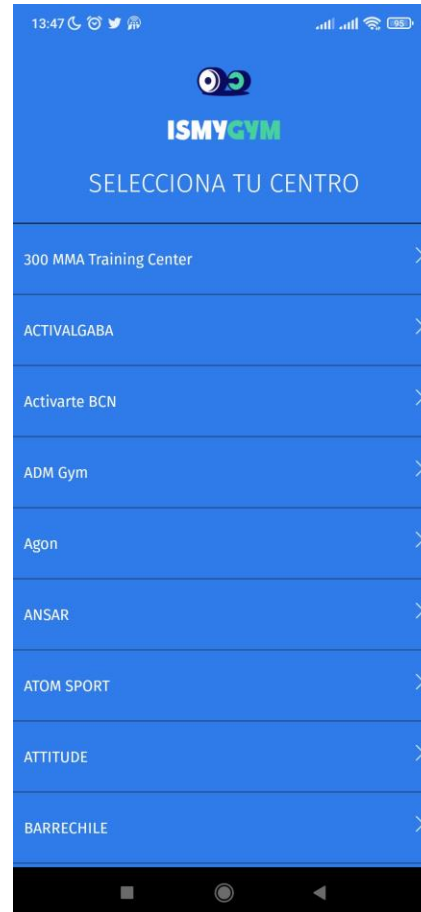 13:47
95
ISMYGYM
SELECCIONA TU CENTRO
300 MMA Training Center
ACTIVALGABA
Activarte BCN
ADM Gym
Agon
ANSAR
ATOM SPORT
ATTITUDE
BARRECHILE